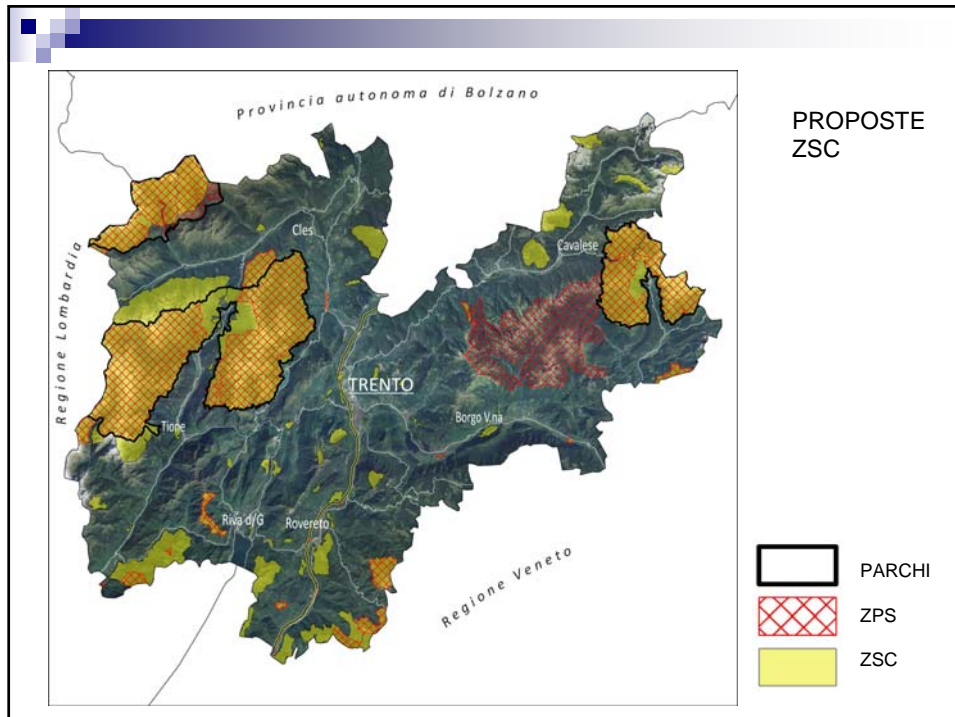 PROPOSTE
ZSC
Provincia autonoma di Bolzano
Regione Lombardia
Cles
Cavalese
TRENTO
Borgo V.na
Tione
Riva d/G
Rovereto
Regione Veneto
PARCHI
ZPS
ZSC